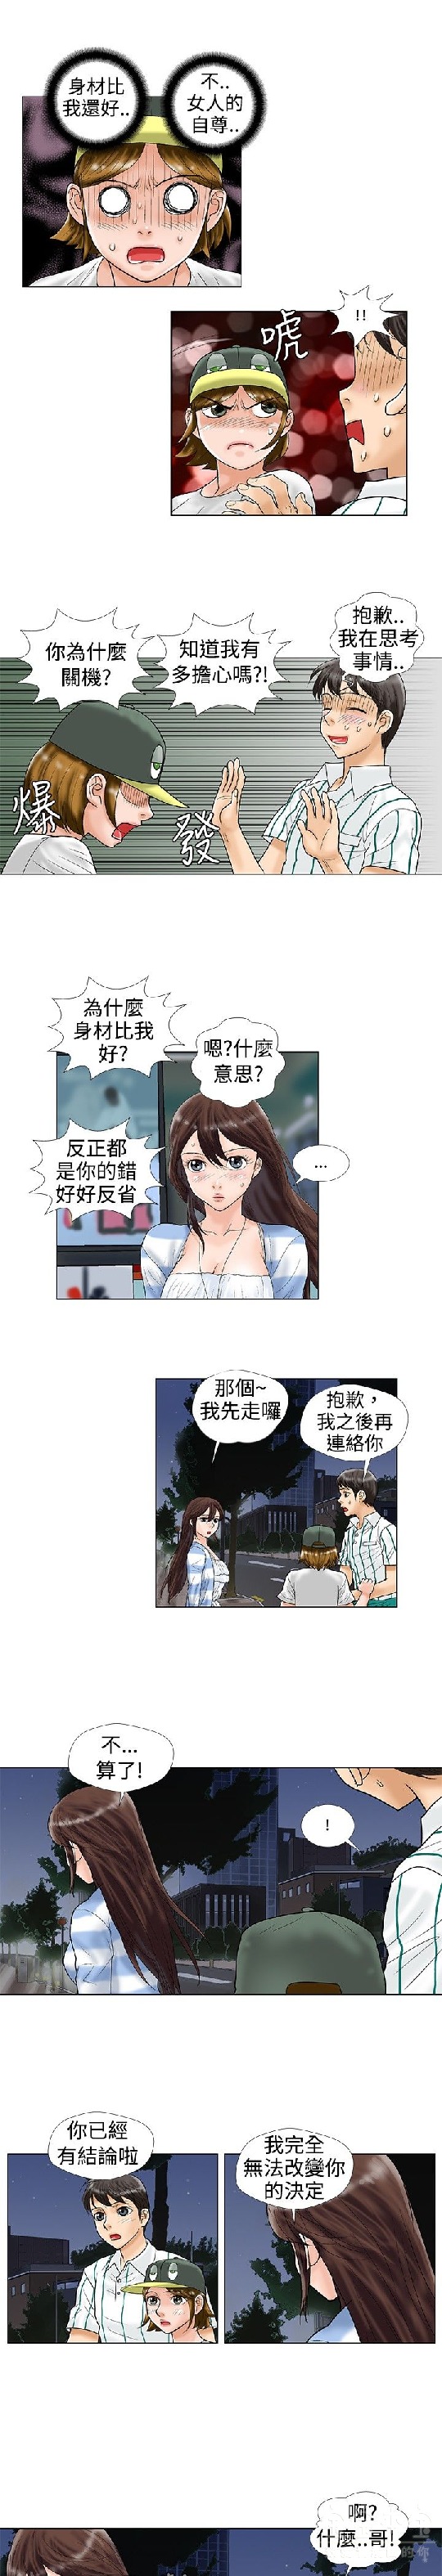 身材比
我還好..
不..
女人的
自尊..
唬
!!
你為什麼
關機?
知道我有
多擔心嗎?!
抱歉..
我在思考
事情..
爆
發
為什麼
身材比我
好?
嗯?什麼
意思?
反正都
是你的錯
好好反省
...
那個~
我先走囉
抱歉，
我之後再
連絡你
不...
算了!
!
你已經
有結論啦
我完全
無法改變你
的決定
啊?
什麼..哥!